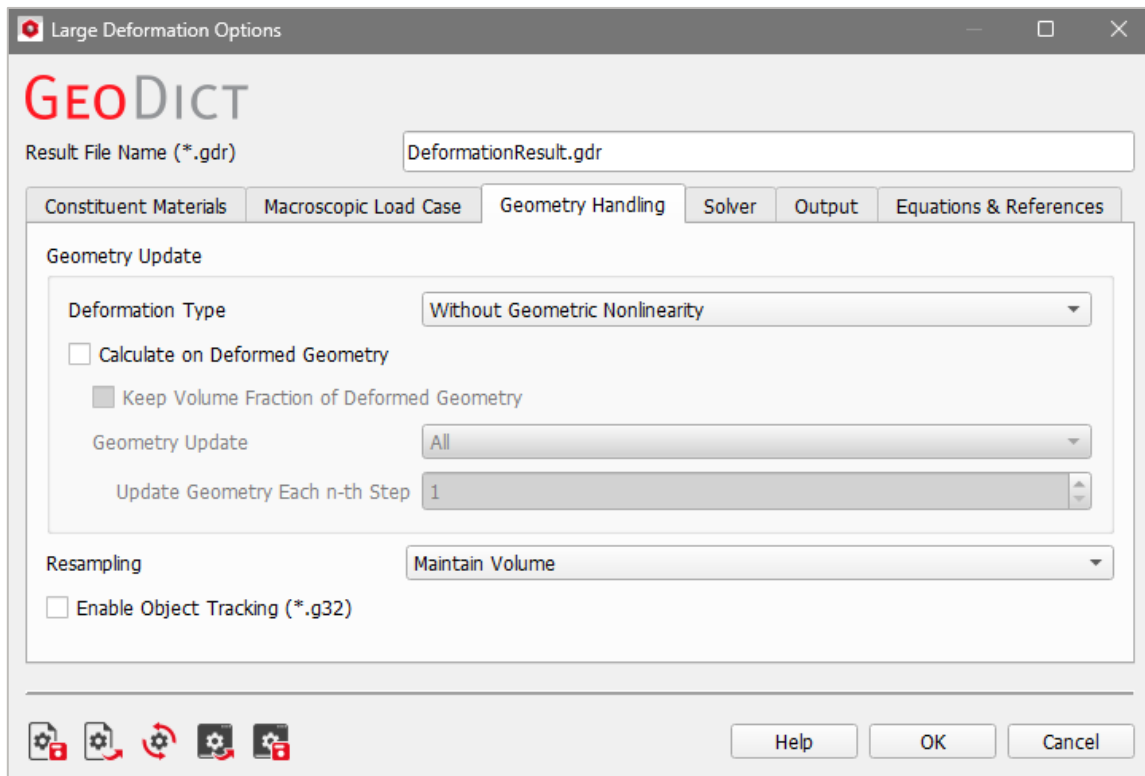 Large Deformation Options
GEODICT
Result File Name (*.gdr) DeformationResult.gdr
Constituent Materials Macroscopic Load Case Geometry Handling Solver Output Equations & References
Geometry Update
Deformation Type Without Geometric Nonlinearity
Calculate on Deformed Geometry
Keep Volume Fraction of Deformed Geometry
Geometry Update All
Update Geometry Each n-th Step 1
Resampling Maintain Volume
Enable Object Tracking (*.g32)
Help OK Cancel